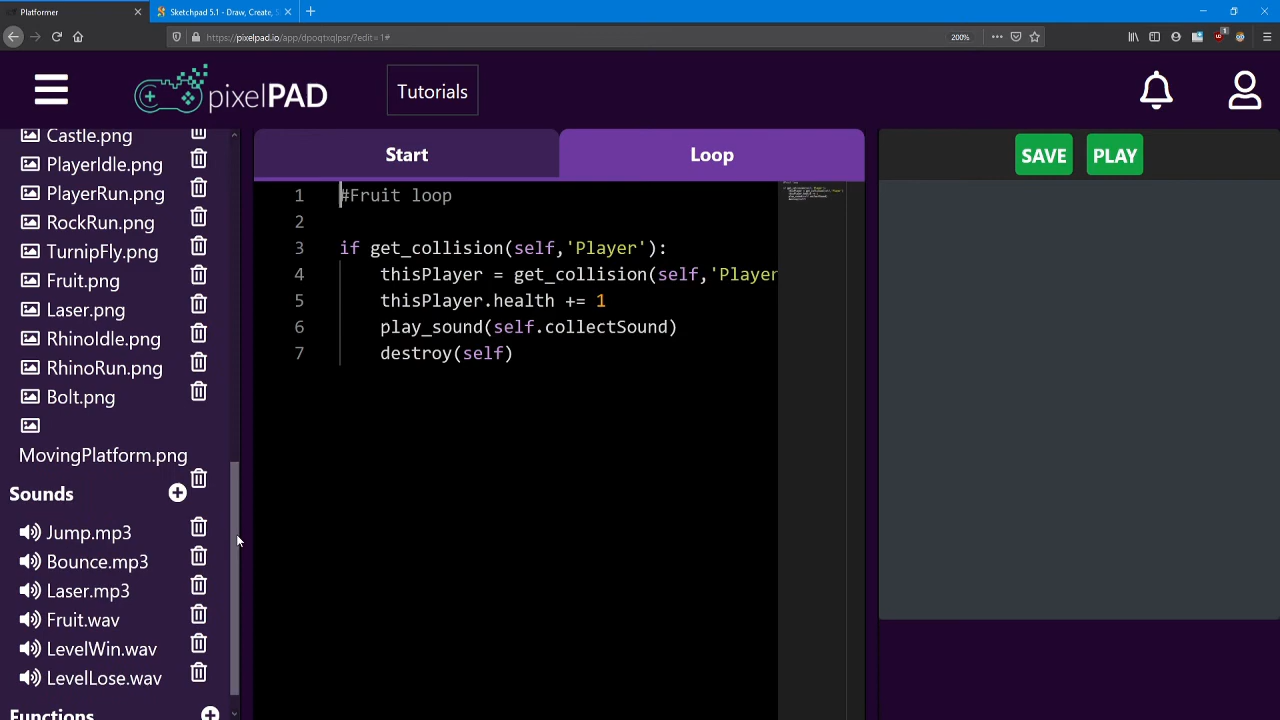 Platformer
Sketchpad 5.1 - Draw, Create, S
https://pixelpad.io/app/dpoqtxqlpsr/?edit=1#
200%
1
pixelPAD
Tutorials
Castle.png
PlayerIdle.png
PlayerRun.png
RockRun.png
TurnipFly.png
Fruit.png
Laser.png
RhinoIdle.png
RhinoRun.png
Bolt.png
MovingPlatform.png
Sounds
Jump.mp3
Bounce.mp3
Laser.mp3
Fruit.wav
LevelWin.wav
LevelLose.wav
Functions
Start
Loop
1 #Fruit loop
2
3 if get_collision(self,'Player'):
4 thisPlayer = get_collision(self,'Player
5 thisPlayer.health += 1
6 play_sound(self.collectSound)
7 destroy(self)
SAVE
PLAY